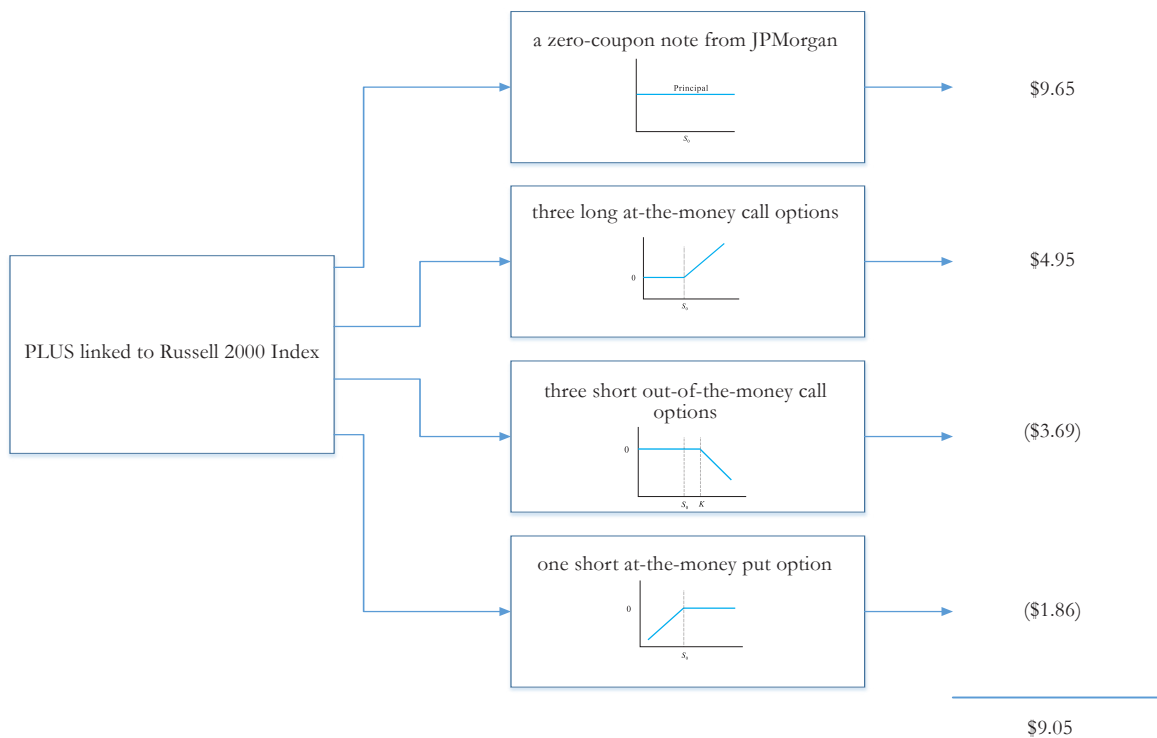 a zero-coupon note from JPMorgan
Principal
S₀
$9.65
three long at-the-money call options
0
S₀
$4.95
PLUS linked to Russell 2000 Index
three short out-of-the-money call
options
0
S₀ K
($3.69)
one short at-the-money put option
0
S₀
($1.86)
$9.05